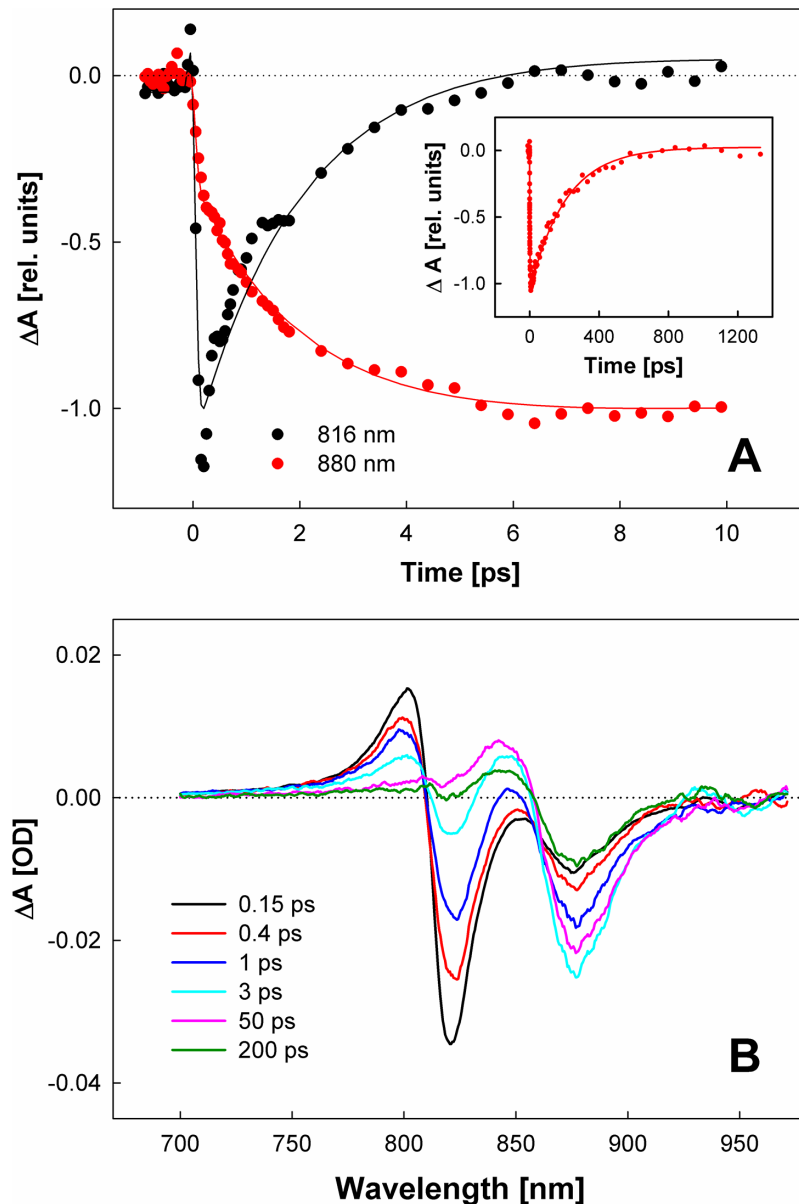 0.0
-0.5
-1.0
ΔA [rel. units]
0.0
-0.5
-1.0
Δ A [rel. units]
0 400 800 1200
Time [ps]
816 nm
880 nm
A
0 2 4 6 8 10
Time [ps]
0.02
0.00
-0.02
-0.04
ΔA [OD]
0.15 ps
0.4 ps
1 ps
3 ps
50 ps
200 ps
B
700 750 800 850 900 950
Wavelength [nm]